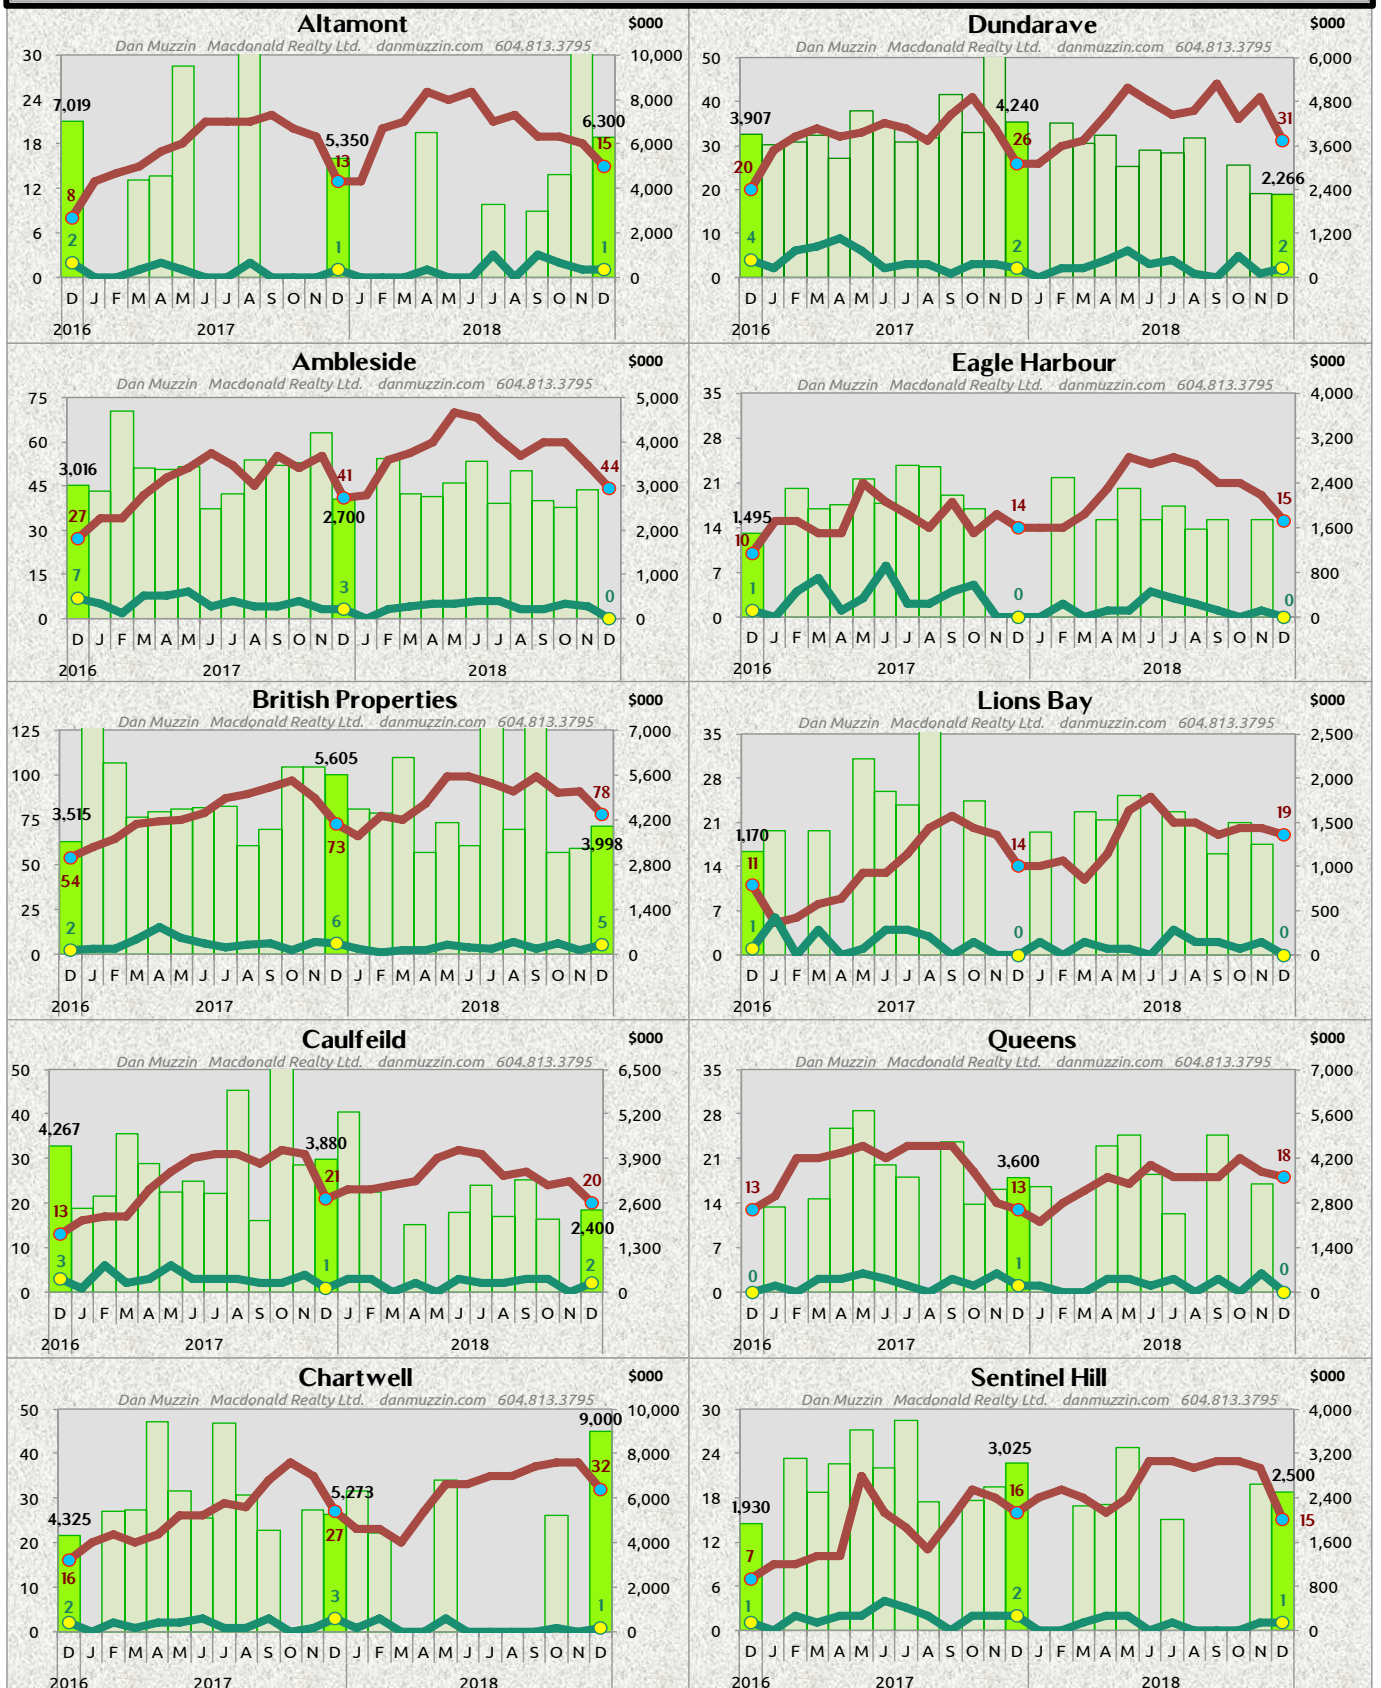 Altamont $000
Dan Muzzin Macdonald Realty Ltd. danmuzzin.com 604.813.3795
30 24 18 12 6 0
10,000 8,000 6,000 4,000 2,000 0
7,019 5,350 6,300
8 13 15
2 1 1
D J F M A M J J A S O N D J F M A M J J A S O N D
2016 2017 2018
Dundarave $000
Dan Muzzin Macdonald Realty Ltd. danmuzzin.com 604.813.3795
50 40 30 20 10 0
6,000 4,800 3,600 2,400 1,200 0
3,907 4,240 2,266
20 26 31
4 2 2
D J F M A M J J A S O N D J F M A M J J A S O N D
2016 2017 2018
Ambleside $000
Dan Muzzin Macdonald Realty Ltd. danmuzzin.com 604.813.3795
75 60 45 30 15 0
5,000 4,000 3,000 2,000 1,000 0
3,016 2,700
27 41 44
7 3 0
D J F M A M J J A S O N D J F M A M J J A S O N D
2016 2017 2018
Eagle Harbour $000
Dan Muzzin Macdonald Realty Ltd. danmuzzin.com 604.813.3795
35 28 21 14 7 0
4,000 3,200 2,400 1,600 800 0
1,495
10 14 15
1 0 0
D J F M A M J J A S O N D J F M A M J J A S O N D
2016 2017 2018
British Properties $000
Dan Muzzin Macdonald Realty Ltd. danmuzzin.com 604.813.3795
125 100 75 50 25 0
7,000 5,600 4,200 2,800 1,400 0
3,515 5,605 3,998
54 73 78
2 6 5
D J F M A M J J A S O N D J F M A M J J A S O N D
2016 2017 2018
Lions Bay $000
Dan Muzzin Macdonald Realty Ltd. danmuzzin.com 604.813.3795
35 28 21 14 7 0
2,500 2,000 1,500 1,000 500 0
1,170
11 14 19
1 0 0
D J F M A M J J A S O N D J F M A M J J A S O N D
2016 2017 2018
Caulfeild $000
Dan Muzzin Macdonald Realty Ltd. danmuzzin.com 604.813.3795
50 40 30 20 10 0
6,500 5,200 3,900 2,600 1,300 0
4,267 3,880 2,400
13 21 20
3 1 2
D J F M A M J J A S O N D J F M A M J J A S O N D
2016 2017 2018
Queens $000
Dan Muzzin Macdonald Realty Ltd. danmuzzin.com 604.813.3795
35 28 21 14 7 0
7,000 5,600 4,200 2,800 1,400 0
3,600
13 13 18
0 1 0
D J F M A M J J A S O N D J F M A M J J A S O N D
2016 2017 2018
Chartwell $000
Dan Muzzin Macdonald Realty Ltd. danmuzzin.com 604.813.3795
50 40 30 20 10 0
10,000 8,000 6,000 4,000 2,000 0
4,325 5,273 9,000
16 27 32
2 3 1
D J F M A M J J A S O N D J F M A M J J A S O N D
2016 2017 2018
Sentinel Hill $000
Dan Muzzin Macdonald Realty Ltd. danmuzzin.com 604.813.3795
30 24 18 12 6 0
4,000 3,200 2,400 1,600 800 0
1,930 3,025 2,500
7 16 15
1 2 1
D J F M A M J J A S O N D J F M A M J J A S O N D
2016 2017 2018